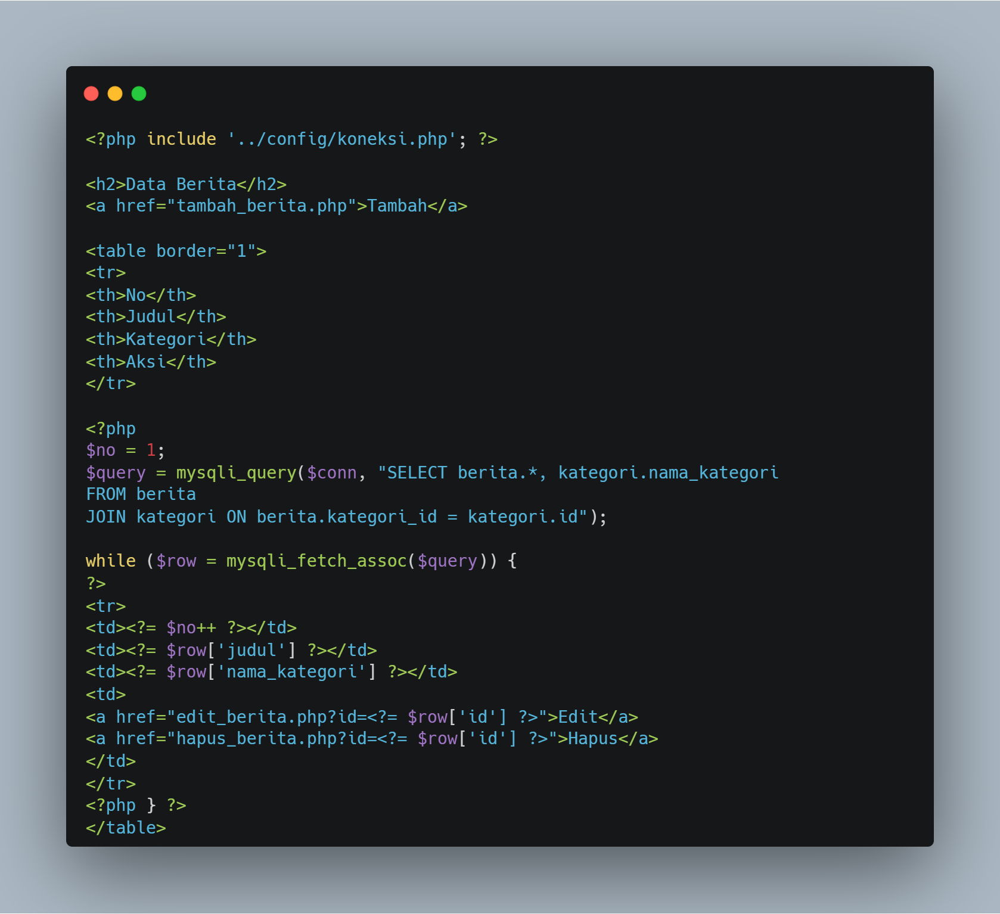 <?php include '../config/koneksi.php'; ?>
<h2>Data Berita</h2>
<a href="tambah_berita.php">Tambah</a>
<table border="1">
<tr>
<th>No</th>
<th>Judul</th>
<th>Kategori</th>
<th>Aksi</th>
</tr>
<?php
$no = 1;
$query = mysqli_query($conn, "SELECT berita.*, kategori.nama_kategori
FROM berita
JOIN kategori ON berita.kategori_id = kategori.id");
while ($row = mysqli_fetch_assoc($query)) {
?>
<tr>
<td><?= $no++ ?></td>
<td><?= $row['judul'] ?></td>
<td><?= $row['nama_kategori'] ?></td>
<td>
<a href="edit_berita.php?id=<?= $row['id'] ?>">Edit</a>
<a href="hapus_berita.php?id=<?= $row['id'] ?>">Hapus</a>
</td>
</tr>
<?php } ?>
</table>